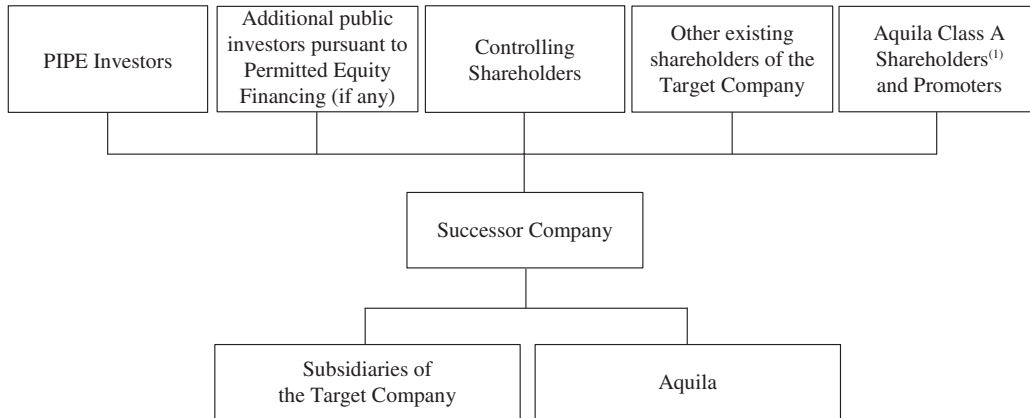 PIPE Investors
Additional public
investors pursuant to
Permitted Equity
Financing (if any)
Controlling
Shareholders
Other existing
shareholders of the
Target Company
Aquila Class A
Shareholders(1)
and Promoters
Successor Company
Subsidiaries of
the Target Company
Aquila